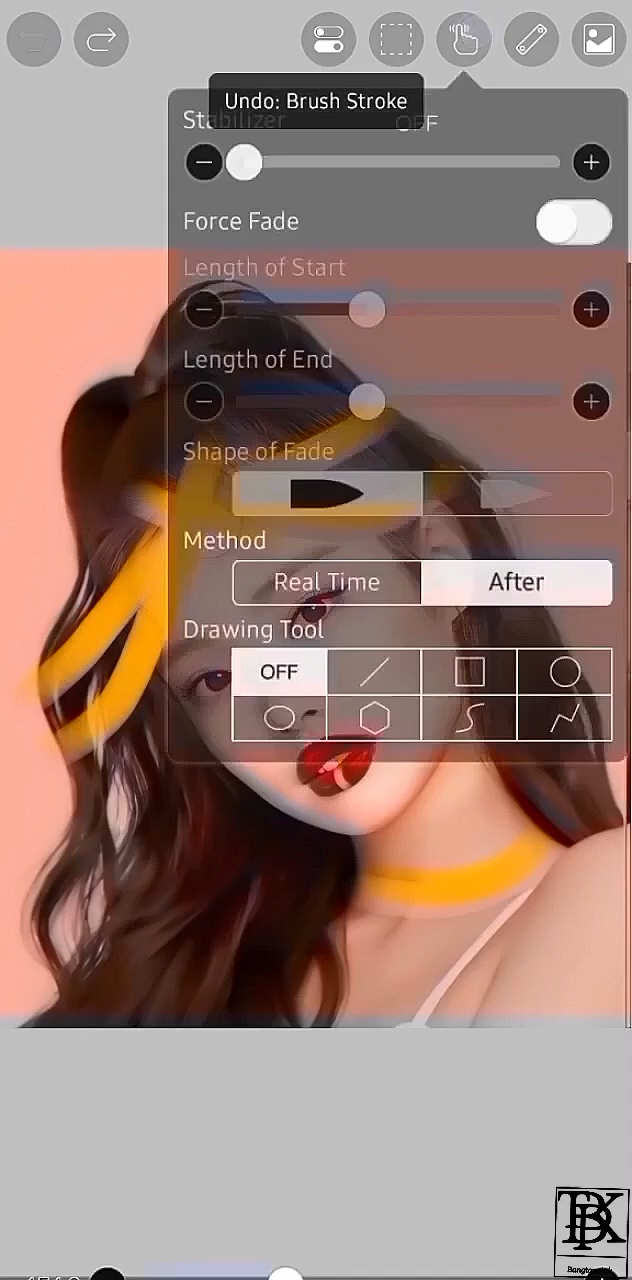 Undo: Brush Stroke
Stabilizer OFF
Force Fade
Length of Start
Length of End
Shape of Fade
Method
Real Time After
Drawing Tool
OFF